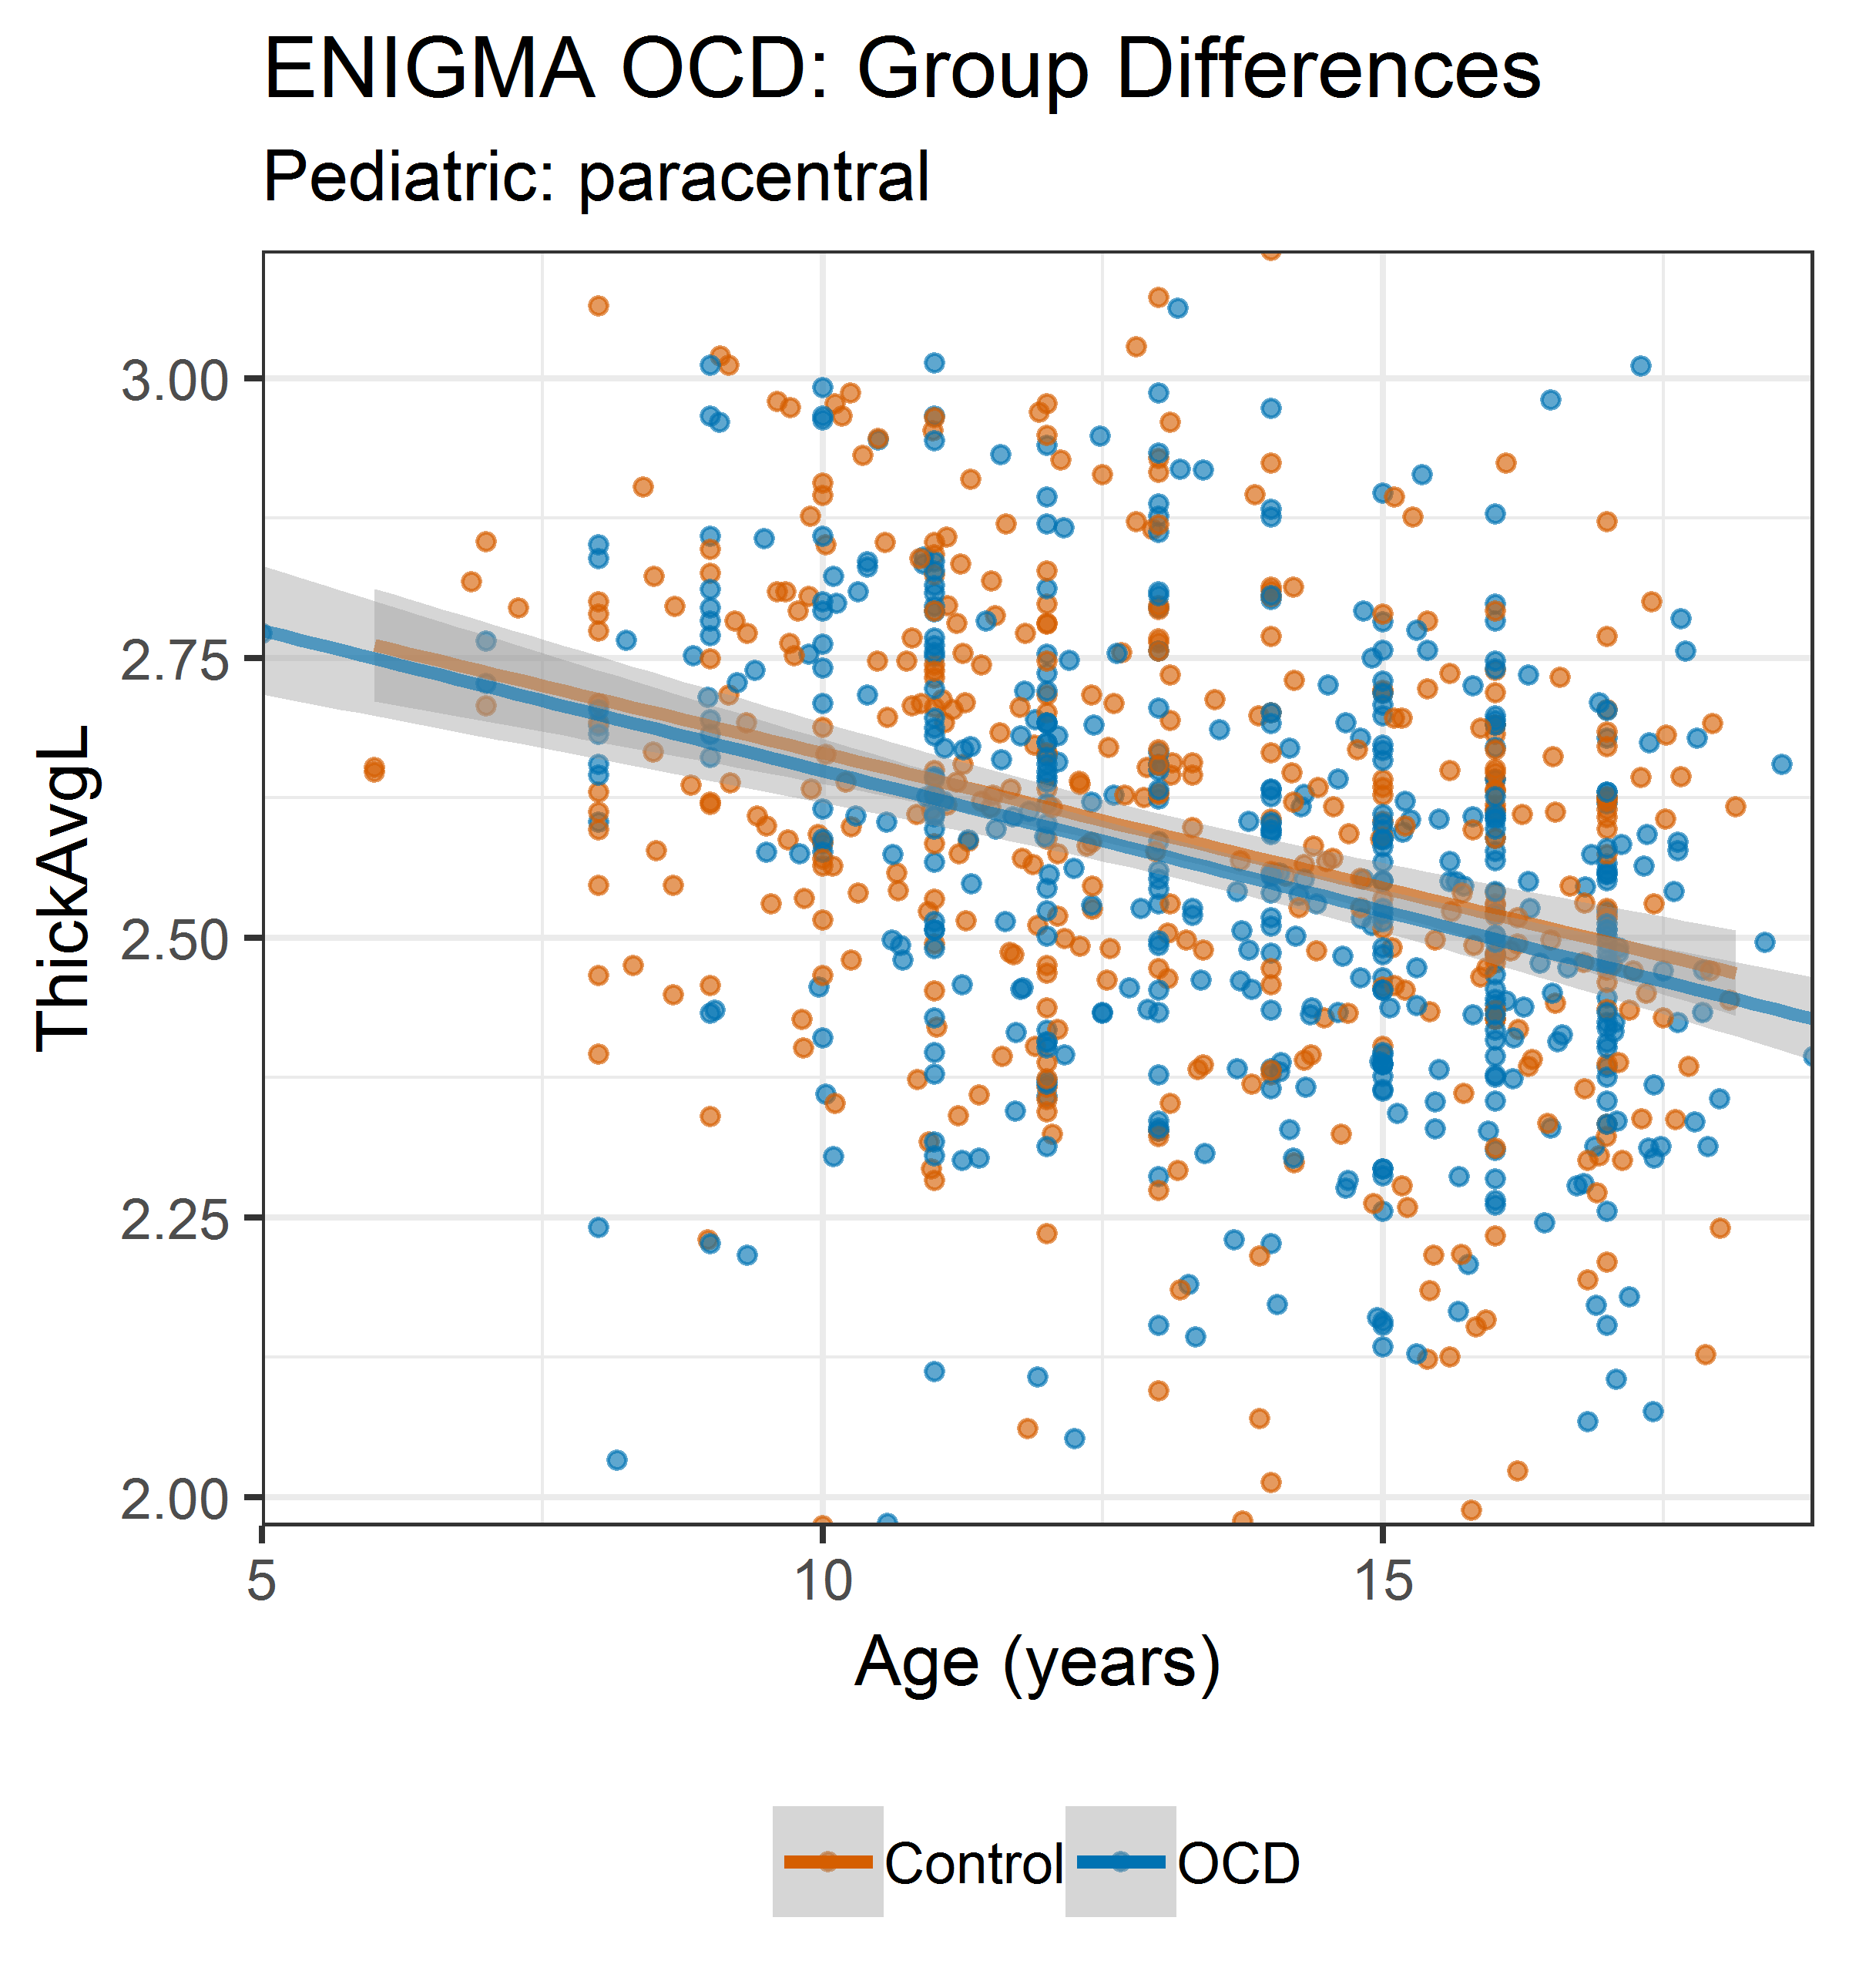 ENIGMA OCD: Group Differences
Pediatric: paracentral
ThickAvgL
3.00
2.75
2.50
2.25
2.00
5 10 15
Age (years)
Control OCD